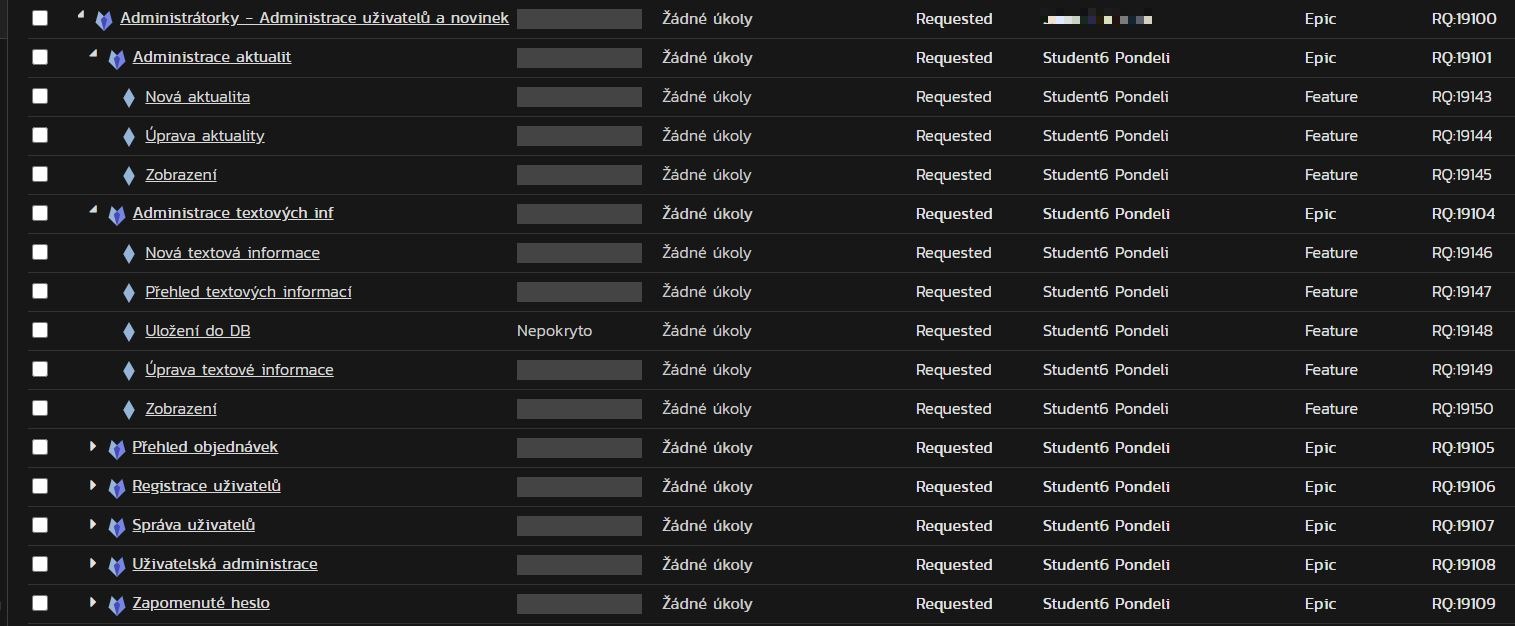 Administrátorky - Administrace uživatelů a novinek Žádné úkoly Requested Epic RQ:19100
Administrace aktualit Žádné úkoly Requested Student6 Pondeli Epic RQ:19101
Nová aktualita Žádné úkoly Requested Student6 Pondeli Feature RQ:19143
Úprava aktuality Žádné úkoly Requested Student6 Pondeli Feature RQ:19144
Zobrazení Žádné úkoly Requested Student6 Pondeli Feature RQ:19145
Administrace textových inf Žádné úkoly Requested Student6 Pondeli Epic RQ:19104
Nová textová informace Žádné úkoly Requested Student6 Pondeli Feature RQ:19146
Přehled textových informací Žádné úkoly Requested Student6 Pondeli Feature RQ:19147
Uložení do DB Nepokryto Žádné úkoly Requested Student6 Pondeli Feature RQ:19148
Úprava textové informace Žádné úkoly Requested Student6 Pondeli Feature RQ:19149
Zobrazení Žádné úkoly Requested Student6 Pondeli Feature RQ:19150
Přehled objednávek Žádné úkoly Requested Student6 Pondeli Epic RQ:19105
Registrace uživatelů Žádné úkoly Requested Student6 Pondeli Epic RQ:19106
Správa uživatelů Žádné úkoly Requested Student6 Pondeli Epic RQ:19107
Uživatelská administrace Žádné úkoly Requested Student6 Pondeli Epic RQ:19108
Zapomenuté heslo Žádné úkoly Requested Student6 Pondeli Epic RQ:19109